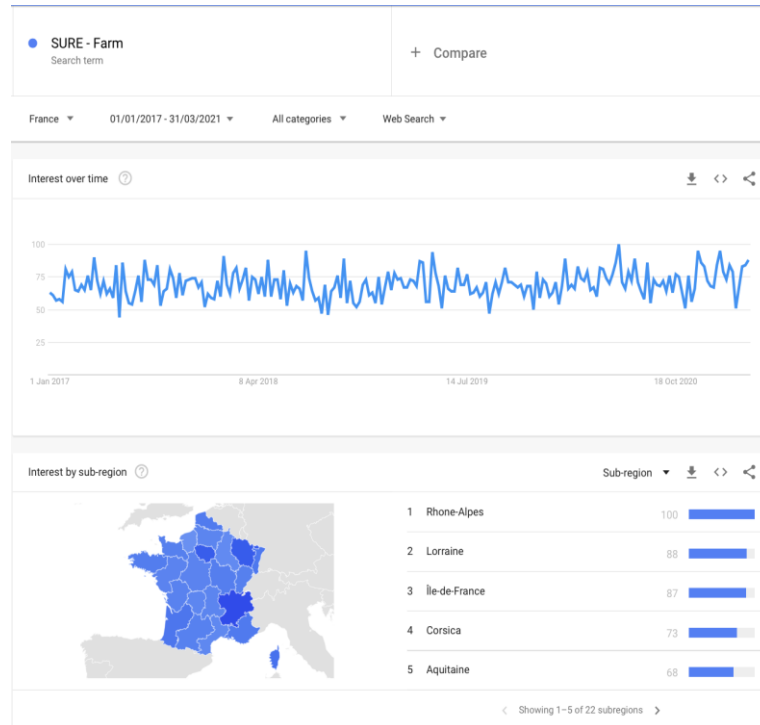 SURE - Farm
Search term
+ Compare
France
01/01/2017 - 31/03/2021
All categories
Web Search
Interest over time
100
75
50
25
1 Jan 2017
8 Apr 2018
14 Jul 2019
18 Oct 2020
Interest by sub-region
Sub-region
1 Rhone-Alpes 100
2 Lorraine 88
3 Île-de-France 87
4 Corsica 73
5 Aquitaine 68
Showing 1–5 of 22 subregions